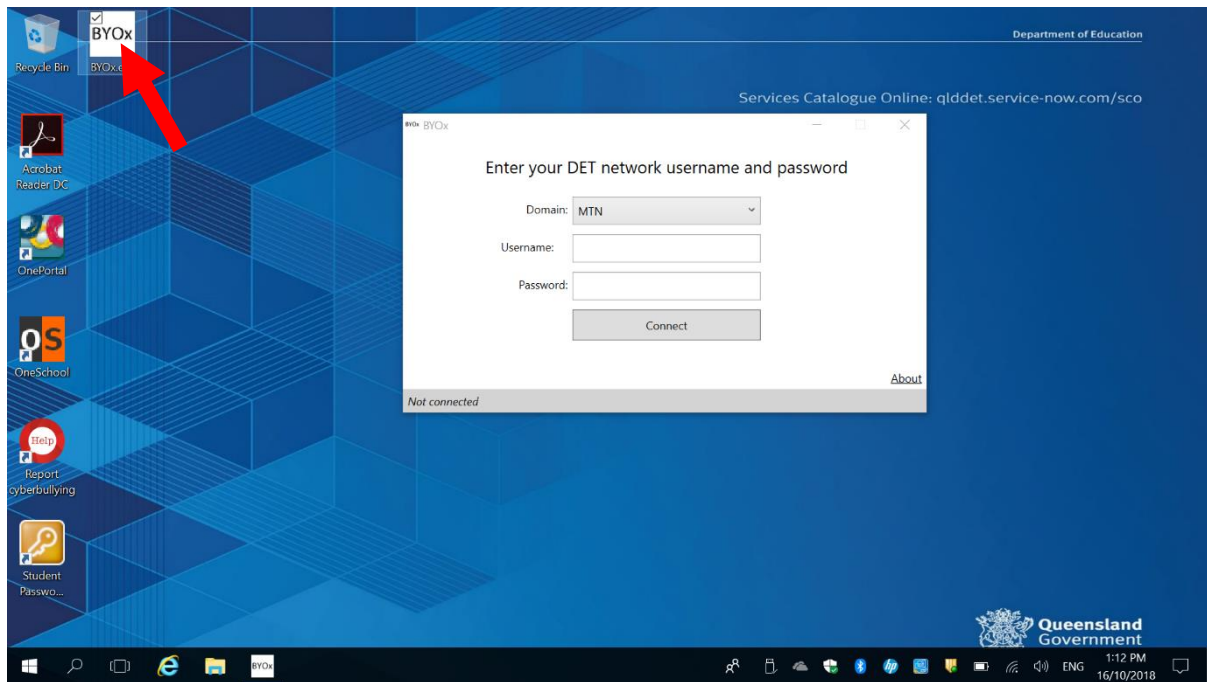 Department of Education
Services Catalogue Online: qlddet.service-now.com/sco
BYOx
Recycle Bin
Acrobat
Reader DC
OnePortal
OS
OneSchool
Help
Report
cyberbullying
Student
Passwo...
BYOx BYOx
Enter your DET network username and password
Domain: MTN
Username:
Password:
Connect
About
Not connected
Queensland
Government
BYOx
hp
ENG
1:12 PM
16/10/2018